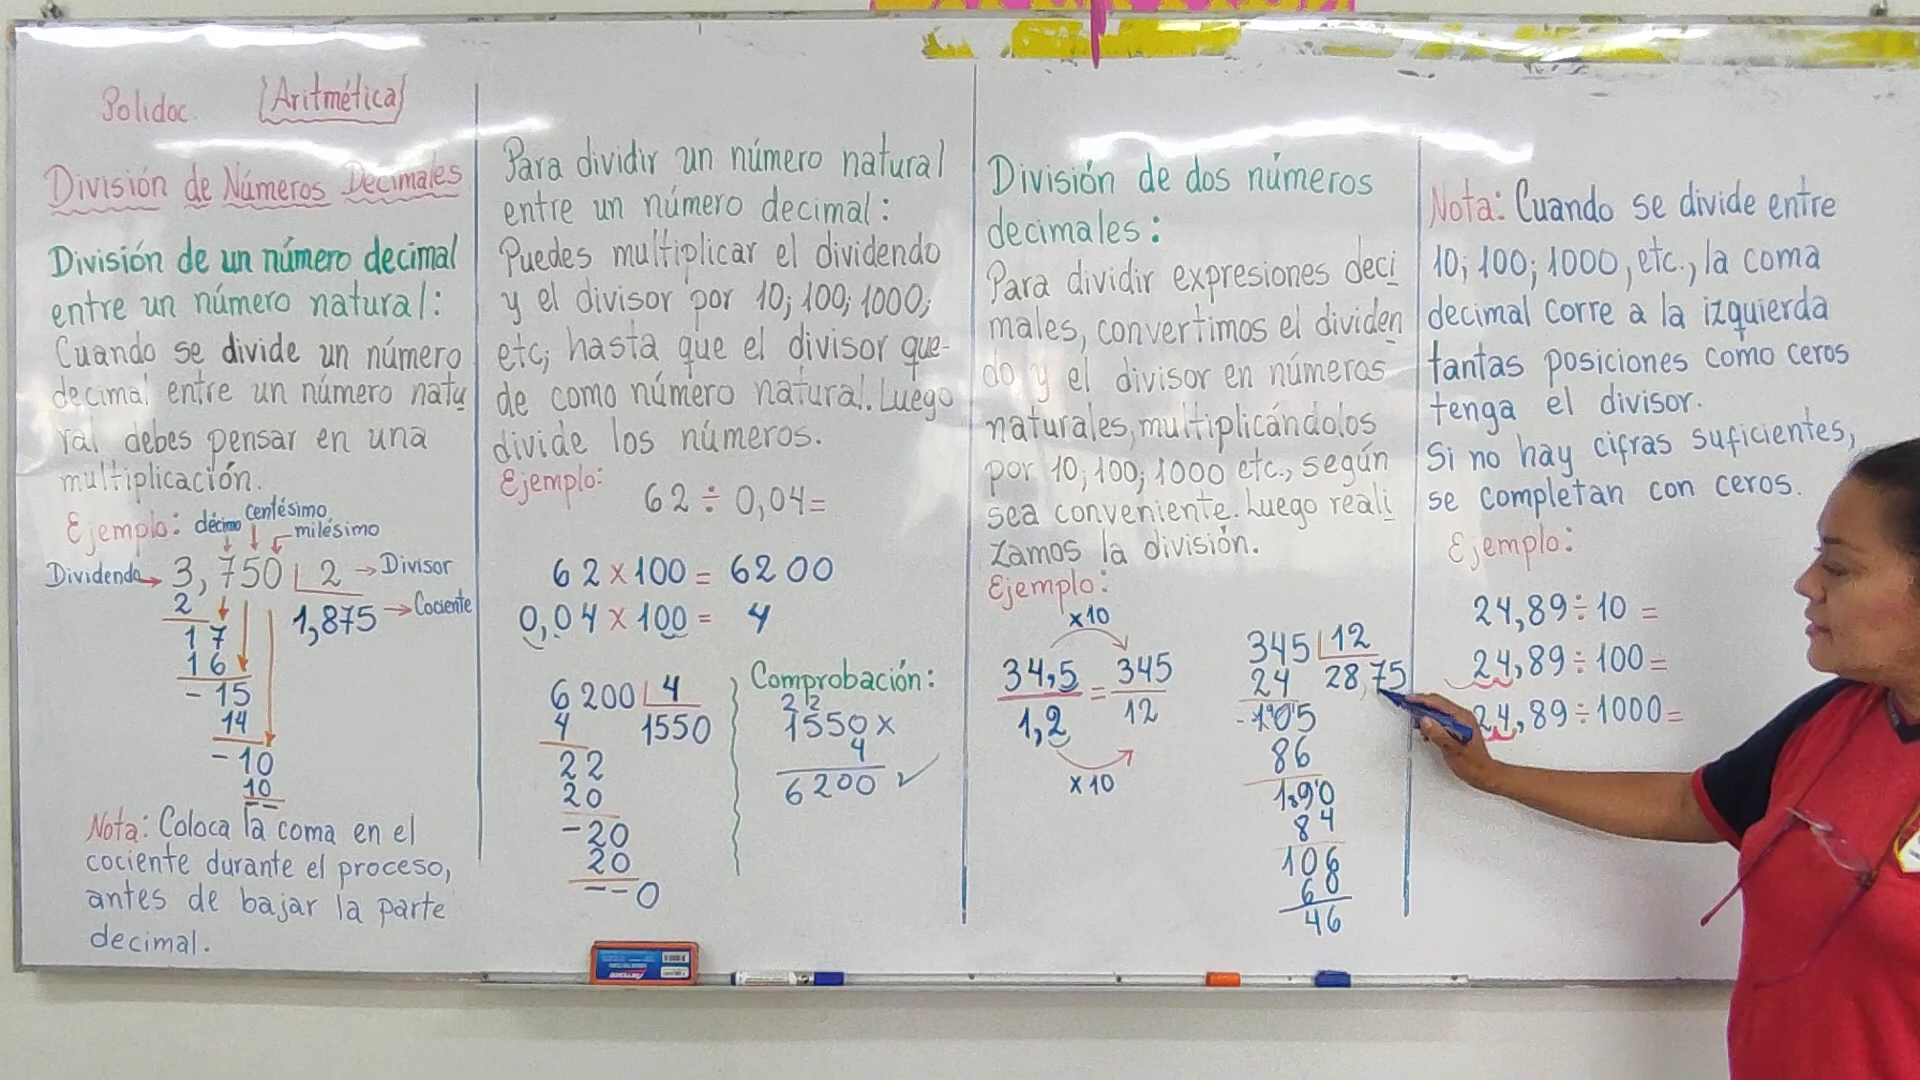 Polidoc. Aritmética
División de Números Decimales
División de un número decimal
entre un número natural:
Cuando se divide un número
decimal entre un número natu
ral debes pensar en una
multiplicación.
Ejemplo: décimo centésimo
milésimo
Dividendo → 3,750 2 → Divisor
2 1,875 → Cociente
17
16
-15
14
-10
10
--
Nota: Coloca la coma en el
cociente durante el proceso,
antes de bajar la parte
decimal.
Para dividir un número natural
entre un número decimal:
Puedes multiplicar el dividendo
y el divisor por 10; 100; 1000;
etc; hasta que el divisor que-
de como número natural. Luego
divide los números.
Ejemplo:
62 ÷ 0,04 =
62 x 100 = 6200
0,04 x 100 = 4
6200 4
4 1550
22
20
-20
20
--0
Comprobación:
22
1550 x
4
6200 ✓
División de dos números
decimales:
Para dividir expresiones deci
males, convertimos el dividen
do y el divisor en números
naturales, multiplicándolos
por 10; 100; 1000 etc., según
sea conveniente. Luego reali
zamos la división.
Ejemplo:
x10
34,5 = 345
1,2 12
x 10
345 12
24 28,75
-105
86
190
84
106
60
46
Nota: Cuando se divide entre
10; 100; 1000, etc., la coma
decimal corre a la izquierda
tantas posiciones como ceros
tenga el divisor.
Si no hay cifras suficientes,
se completan con ceros.
Ejemplo:
24,89 ÷ 10 =
24,89 ÷ 100 =
24,89 ÷ 1000 =